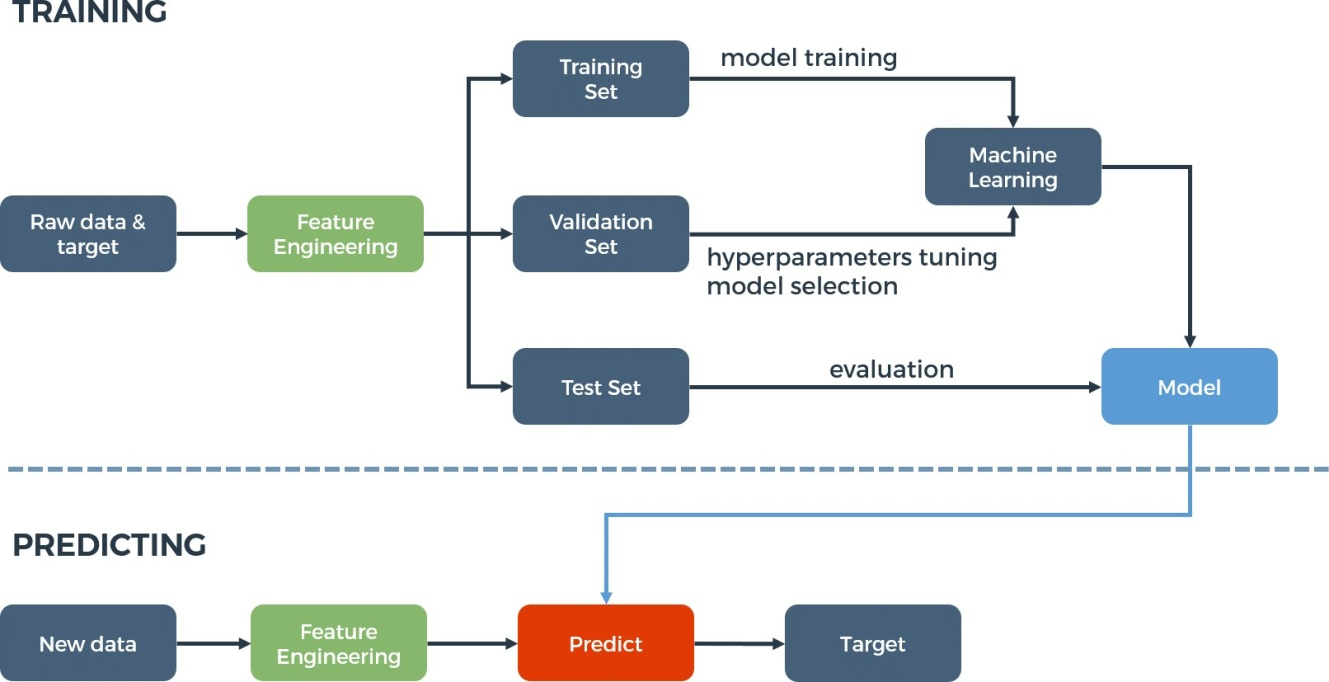 TRAINING
Training
Set
model training
Machine
Learning
Raw data &
target
Feature
Engineering
Validation
Set
hyperparameters tuning
model selection
Test Set
evaluation
Model
PREDICTING
New data
Feature
Engineering
Predict
Target